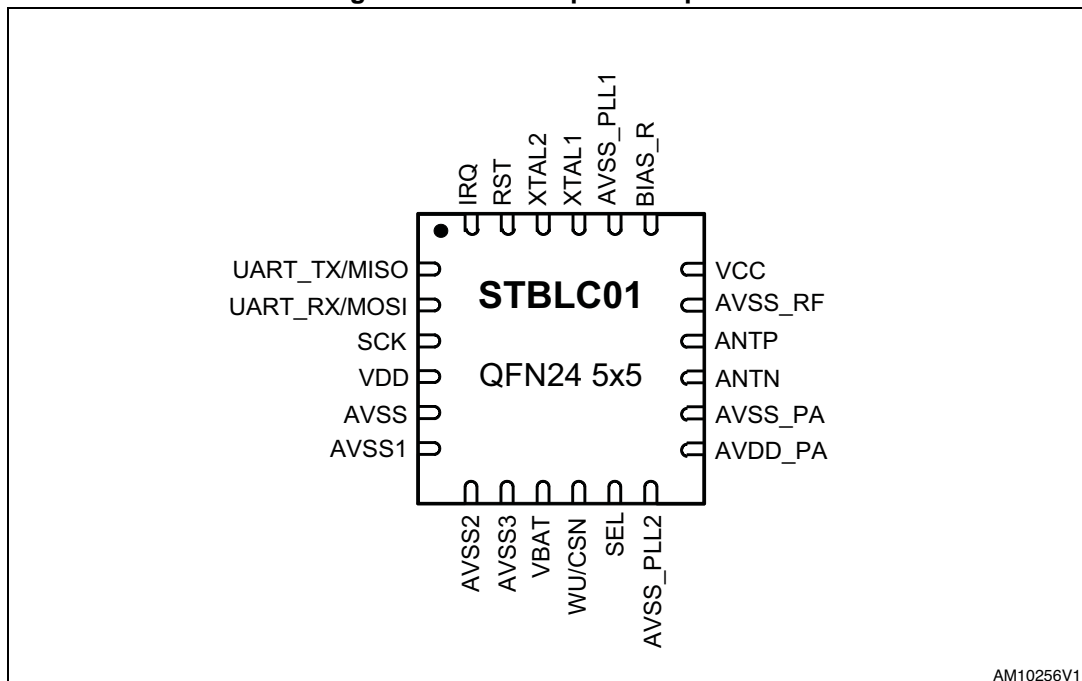 IRQ
RST
XTAL2
XTAL1
AVSS_PLL1
BIAS_R
UART_TX/MISO
UART_RX/MOSI
SCK
VDD
AVSS
AVSS1
STBLC01
QFN24 5x5
VCC
AVSS_RF
ANTP
ANTN
AVSS_PA
AVDD_PA
AVSS2
AVSS3
VBAT
WU/CSN
SEL
AVSS_PLL2
AM10256V1